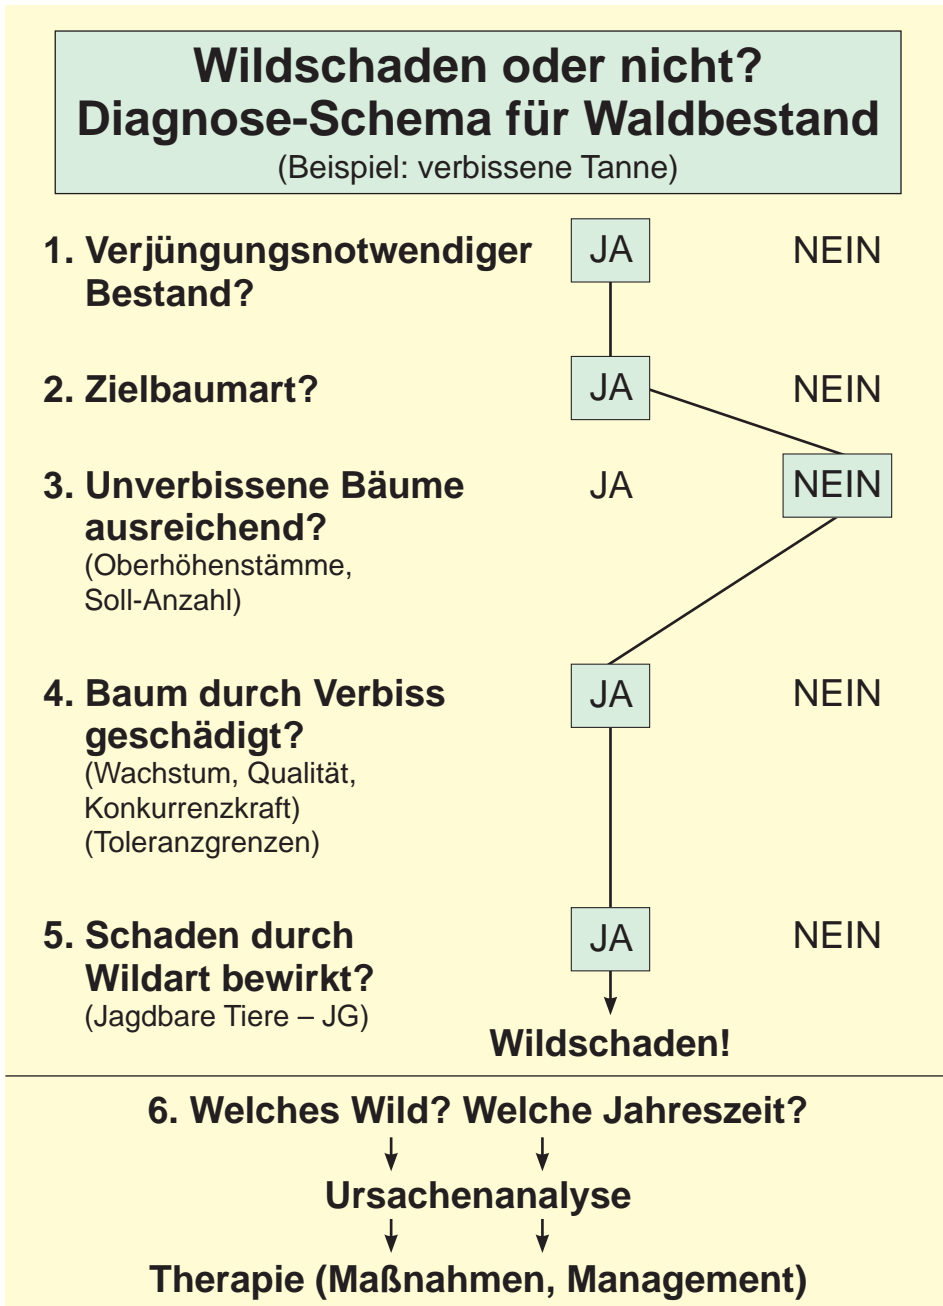 Wildschaden oder nicht?
Diagnose-Schema für Waldbestand
(Beispiel: verbissene Tanne)
1. Verjüngungsnotwendiger
Bestand?
JA
NEIN
2. Zielbaumart?
JA
NEIN
3. Unverbissene Bäume
ausreichend?
(Oberhöhenstämme,
Soll-Anzahl)
JA
NEIN
4. Baum durch Verbiss
geschädigt?
(Wachstum, Qualität,
Konkurrenzkraft)
(Toleranzgrenzen)
JA
NEIN
5. Schaden durch
Wildart bewirkt?
(Jagdbare Tiere – JG)
JA
NEIN
Wildschaden!
6. Welches Wild? Welche Jahreszeit?
Ursachenanalyse
Therapie (Maßnahmen, Management)